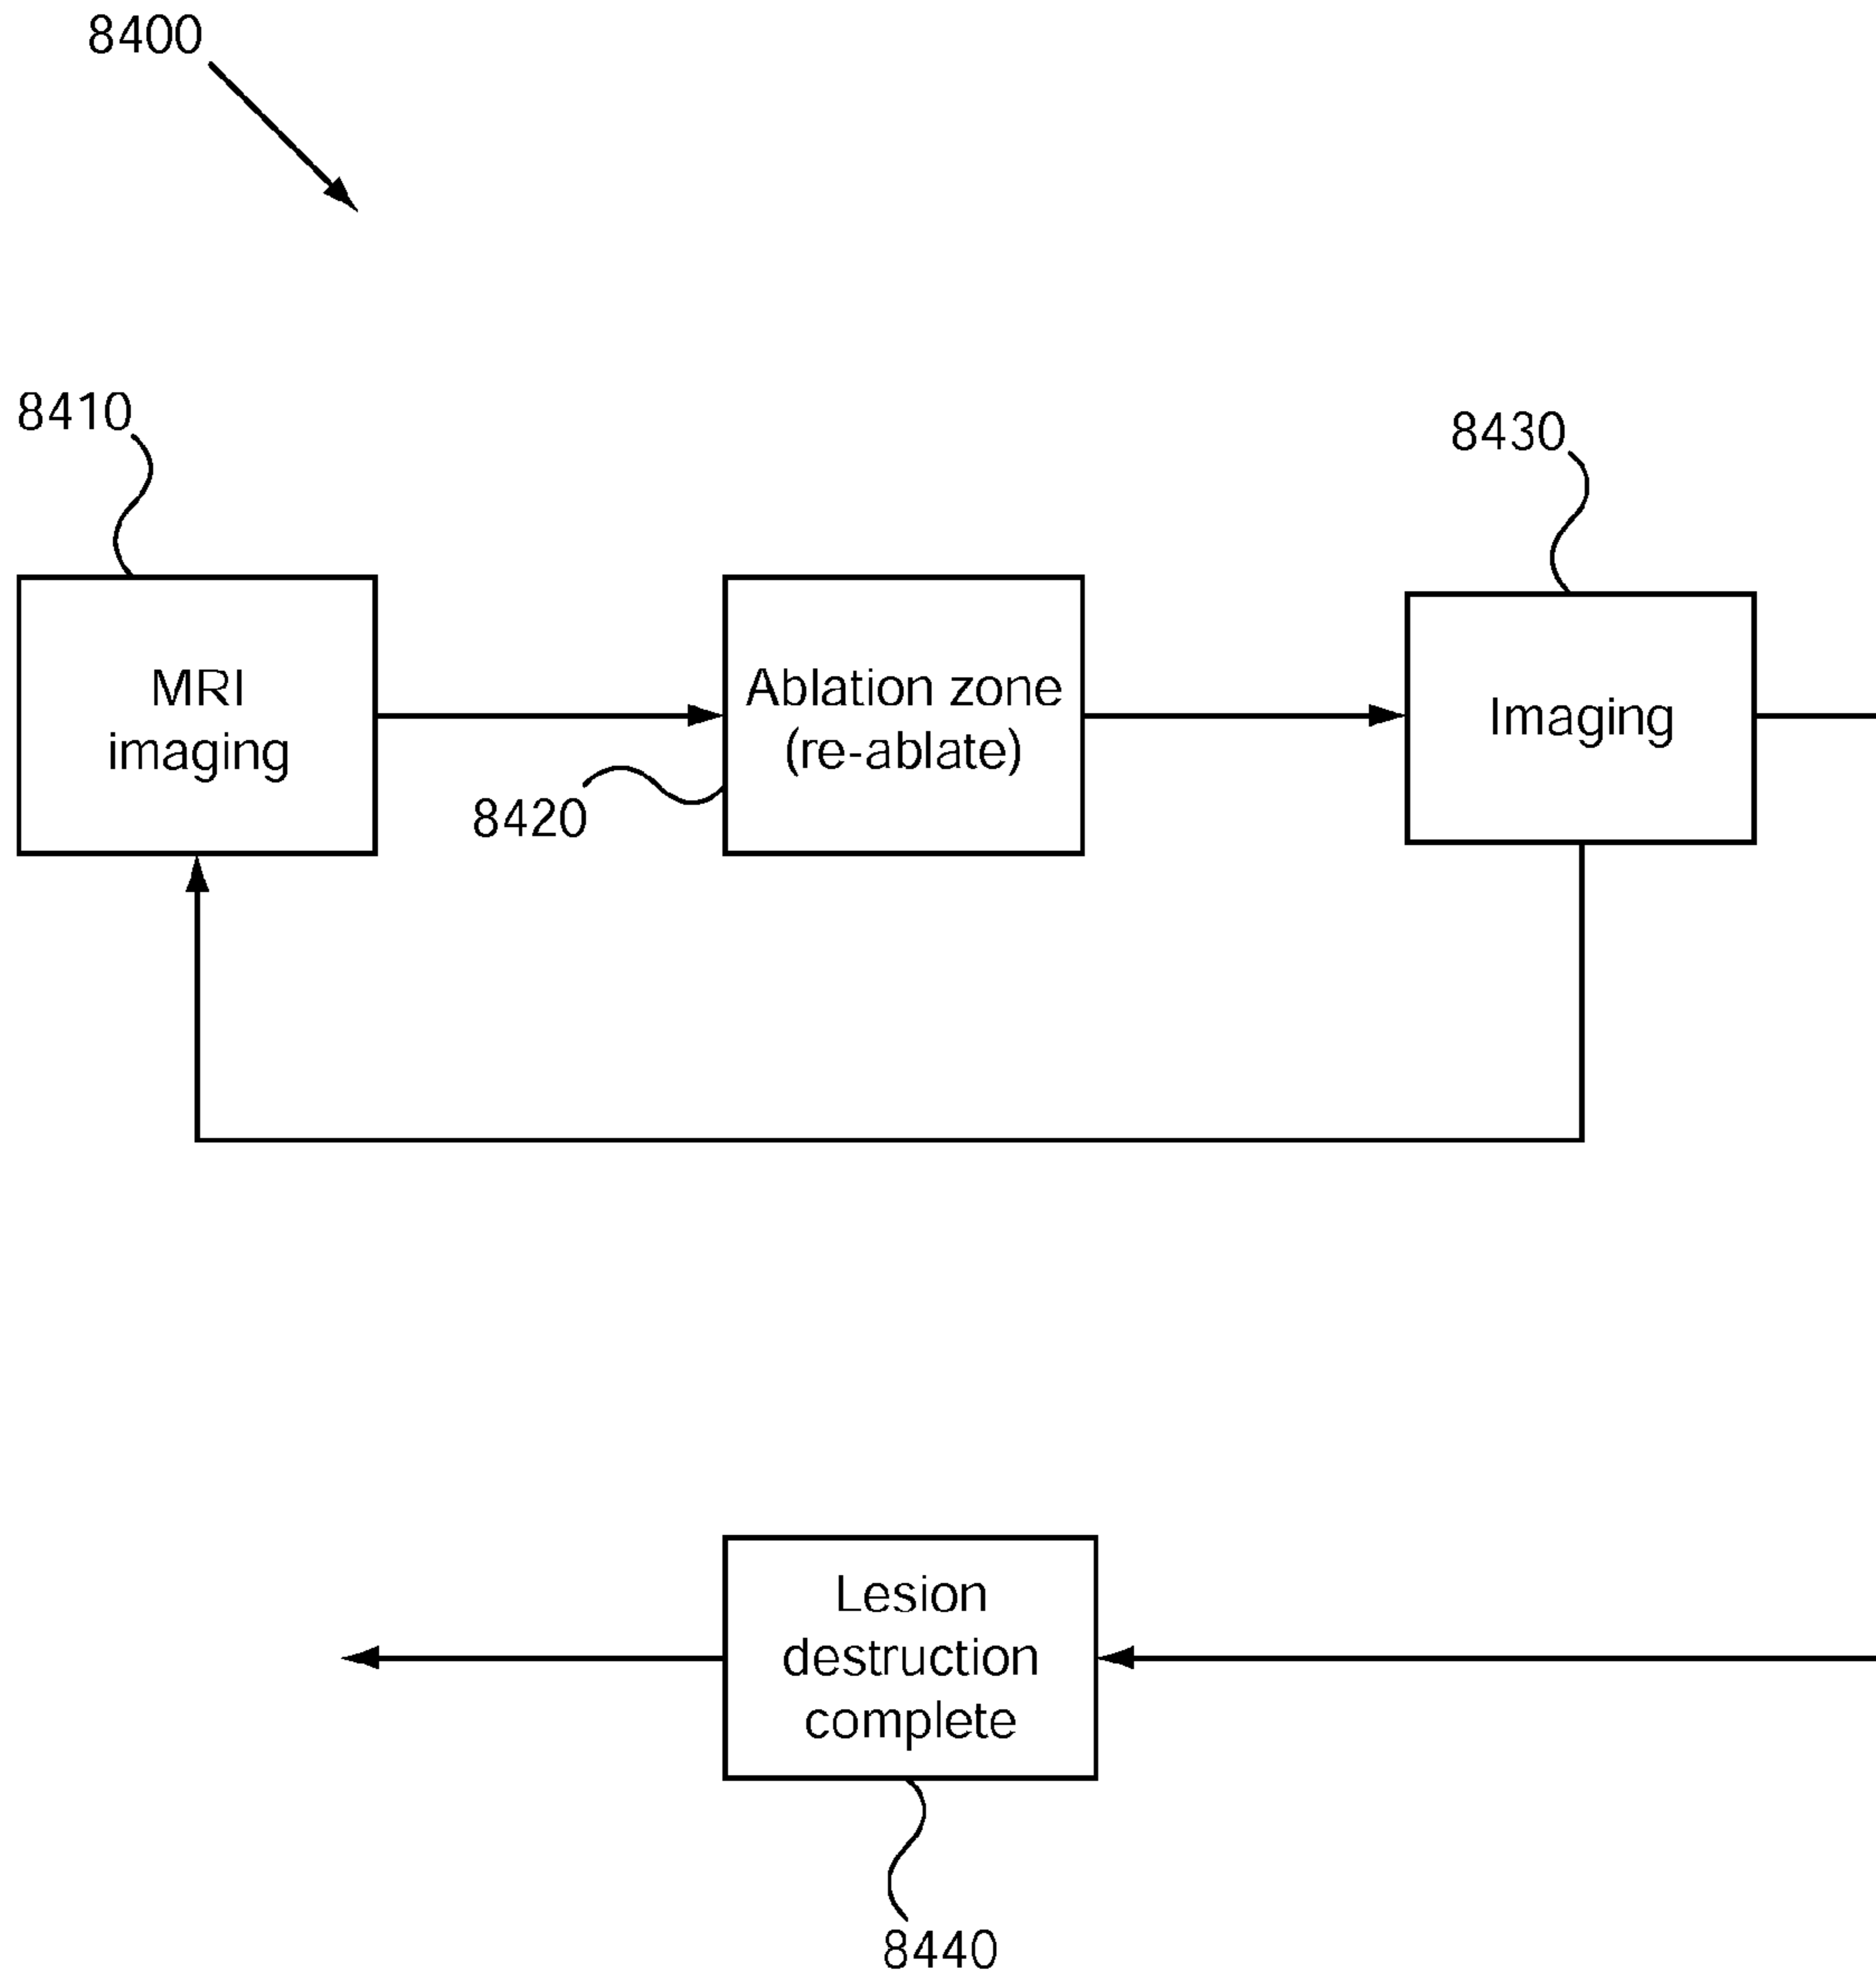 8400
8410
8430
MRI
imaging
Ablation zone
(re-ablate)
Imaging
8420
Lesion
destruction
complete
8440